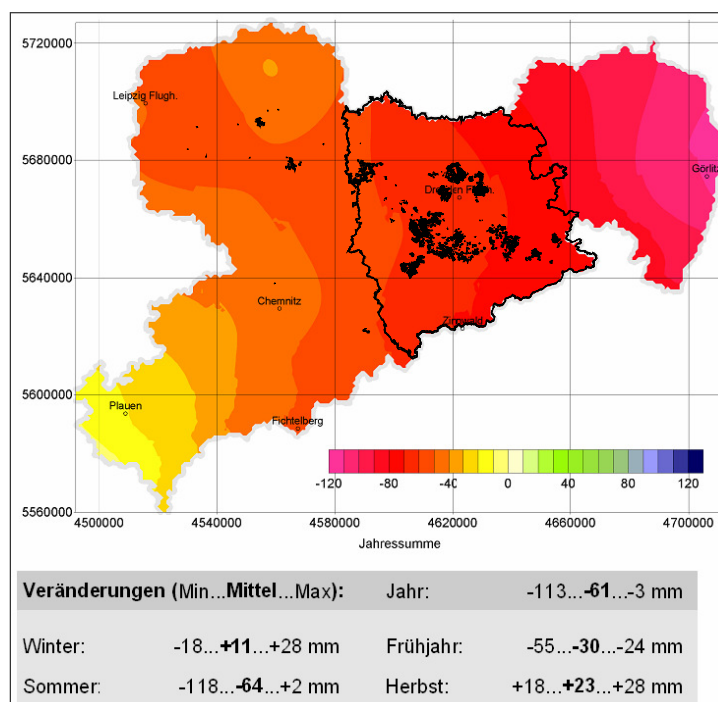 5720000
Leipzig Flugh.
5680000
Görlitz
Dresden Flugh.
5640000
Chemnitz
Zinnwald
5600000
Plauen
Fichtelberg
-120 -80 -40 0 40 80 120
5560000
4500000 4540000 4580000 4620000 4660000 4700000
Jahressumme
Veränderungen (Min...Mittel...Max): Jahr: -113...-61...-3 mm
Winter: -18...+11...+28 mm Frühjahr: -55...-30...-24 mm
Sommer: -118...-64...+2 mm Herbst: +18...+23...+28 mm